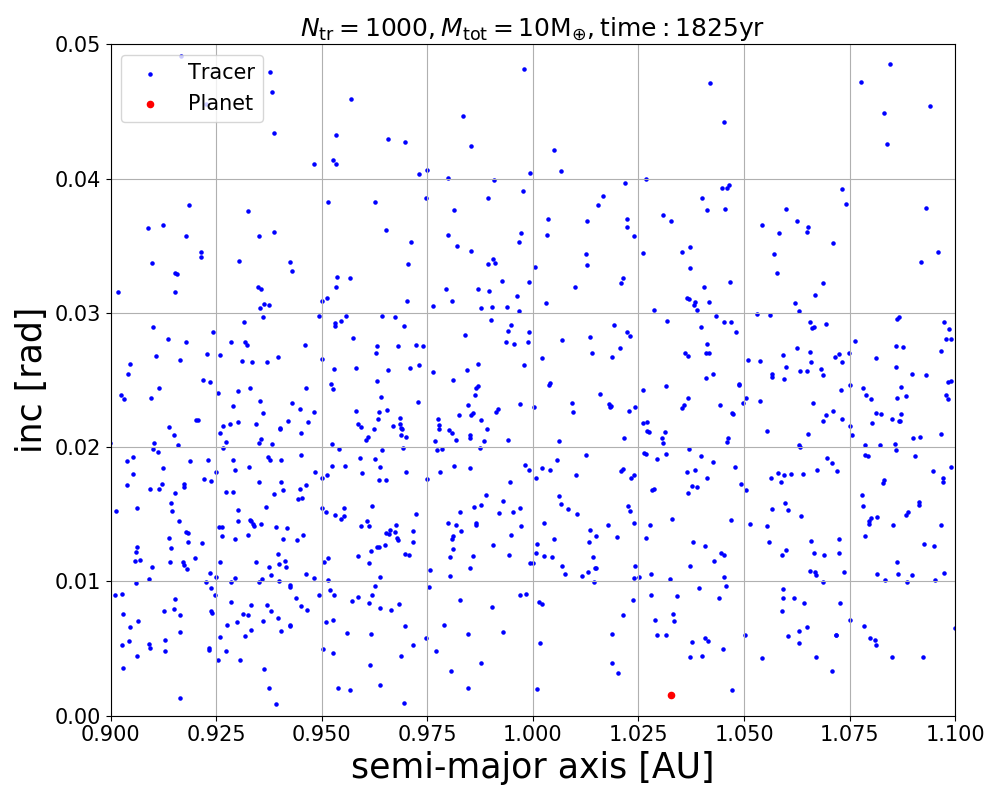 N_tr = 1000, M_tot = 10M_⊕, time : 1825yr
Tracer
Planet
inc [rad]
0.05
0.04
0.03
0.02
0.01
0.00
0.900 0.925 0.950 0.975 1.000 1.025 1.050 1.075 1.100
semi-major axis [AU]